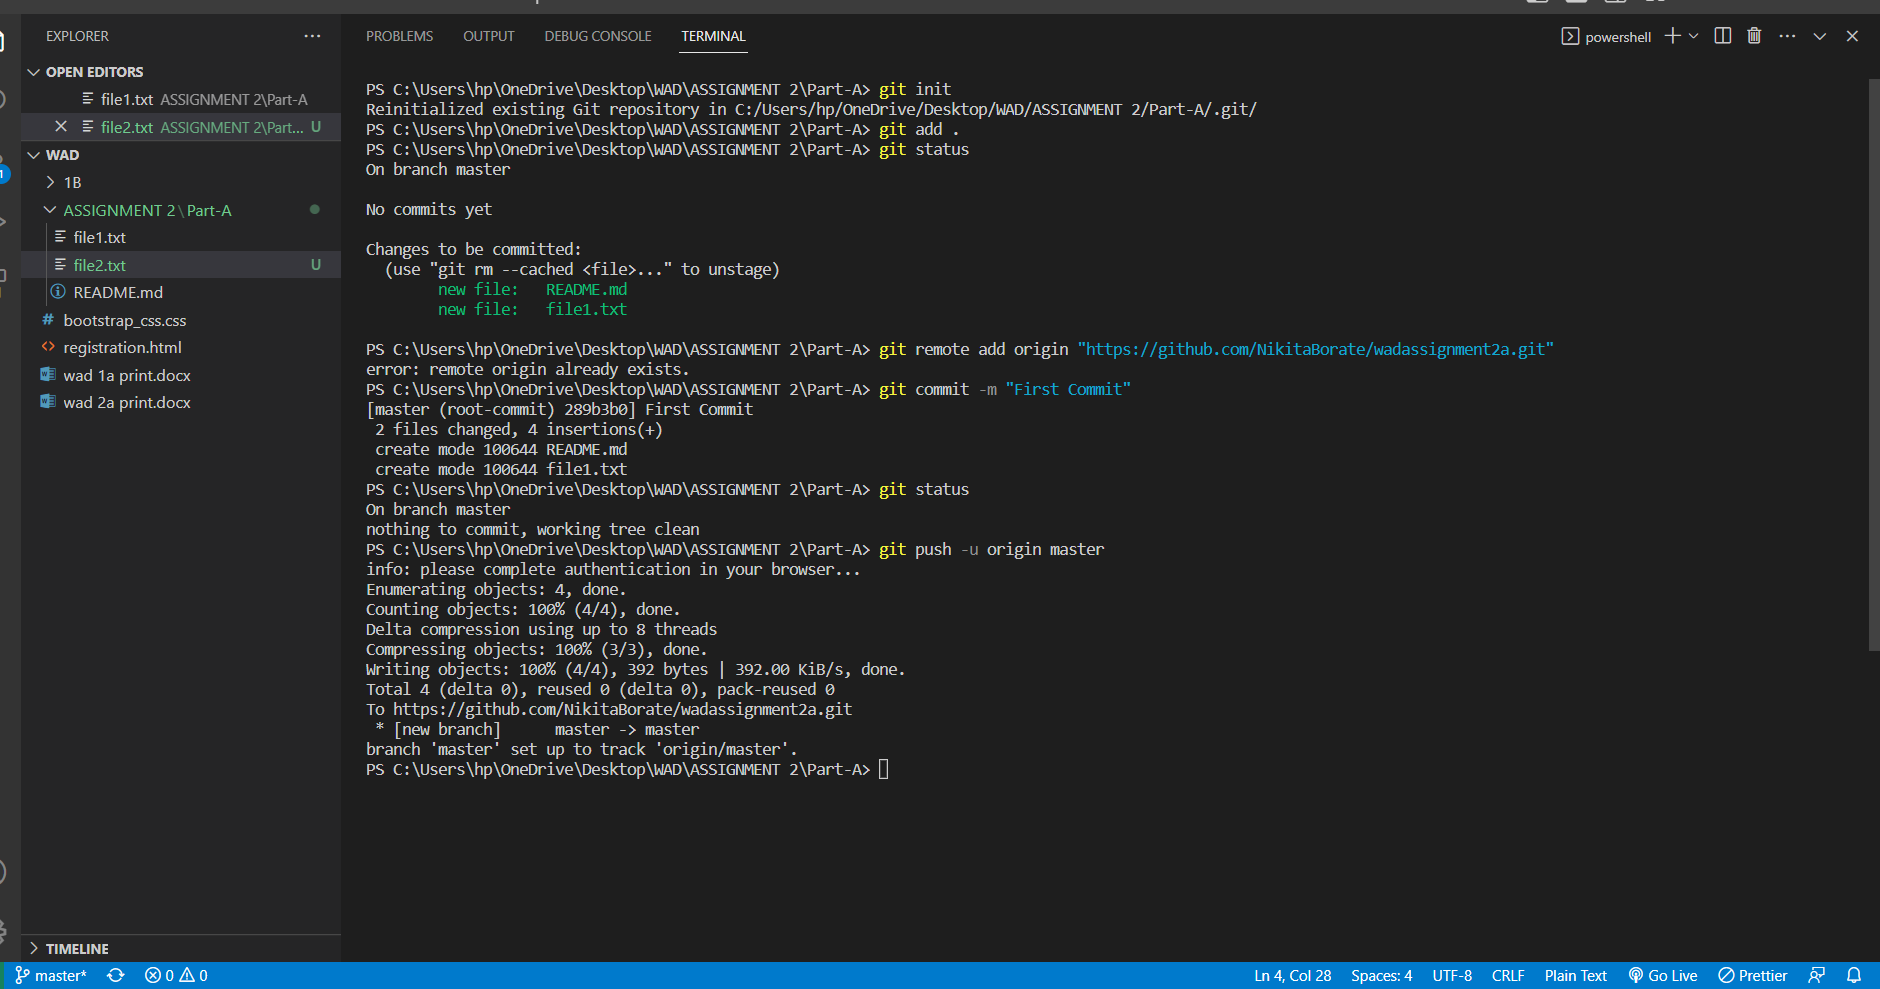 EXPLORER
PROBLEMS OUTPUT DEBUG CONSOLE TERMINAL
powershell
OPEN EDITORS
file1.txt ASSIGNMENT 2\Part-A
file2.txt ASSIGNMENT 2\Part... U
WAD
1B
ASSIGNMENT 2\Part-A
file1.txt
file2.txt U
README.md
bootstrap_css.css
registration.html
wad 1a print.docx
wad 2a print.docx
TIMELINE
PS C:\Users\hp\OneDrive\Desktop\WAD\ASSIGNMENT 2\Part-A> git init
Reinitialized existing Git repository in C:/Users/hp/OneDrive/Desktop/WAD/ASSIGNMENT 2/Part-A/.git/
PS C:\Users\hp\OneDrive\Desktop\WAD\ASSIGNMENT 2\Part-A> git add .
PS C:\Users\hp\OneDrive\Desktop\WAD\ASSIGNMENT 2\Part-A> git status
On branch master
No commits yet
Changes to be committed:
(use "git rm --cached <file>..." to unstage)
new file: README.md
new file: file1.txt
PS C:\Users\hp\OneDrive\Desktop\WAD\ASSIGNMENT 2\Part-A> git remote add origin "https://github.com/NikitaBorate/wadassignment2a.git"
error: remote origin already exists.
PS C:\Users\hp\OneDrive\Desktop\WAD\ASSIGNMENT 2\Part-A> git commit -m "First Commit"
[master (root-commit) 289b3b0] First Commit
2 files changed, 4 insertions(+)
create mode 100644 README.md
create mode 100644 file1.txt
PS C:\Users\hp\OneDrive\Desktop\WAD\ASSIGNMENT 2\Part-A> git status
On branch master
nothing to commit, working tree clean
PS C:\Users\hp\OneDrive\Desktop\WAD\ASSIGNMENT 2\Part-A> git push -u origin master
info: please complete authentication in your browser...
Enumerating objects: 4, done.
Counting objects: 100% (4/4), done.
Delta compression using up to 8 threads
Compressing objects: 100% (3/3), done.
Writing objects: 100% (4/4), 392 bytes | 392.00 KiB/s, done.
Total 4 (delta 0), reused 0 (delta 0), pack-reused 0
To https://github.com/NikitaBorate/wadassignment2a.git
* [new branch] master -> master
branch 'master' set up to track 'origin/master'.
PS C:\Users\hp\OneDrive\Desktop\WAD\ASSIGNMENT 2\Part-A>
master* 0 0 Ln 4, Col 28 Spaces: 4 UTF-8 CRLF Plain Text Go Live Prettier